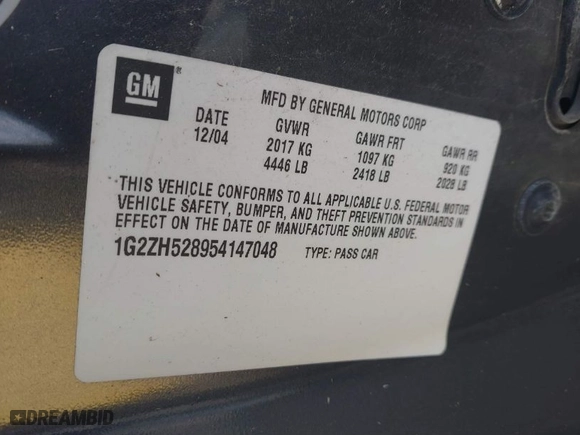 GM
MFD BY GENERAL MOTORS CORP
DATE GVWR GAWR FRT GAWR RR
12/04 2017 KG 1097 KG 920 KG
4446 LB 2418 LB 2028 LB
THIS VEHICLE CONFORMS TO ALL APPLICABLE U.S. FEDERAL MOTOR
VEHICLE SAFETY, BUMPER, AND THEFT PREVENTION STANDARDS IN
EFFECT ON THE DATE OF MANUFACTURE SHOWN ABOVE.
1G2ZH528954147048 TYPE: PASS CAR
DREAMBID